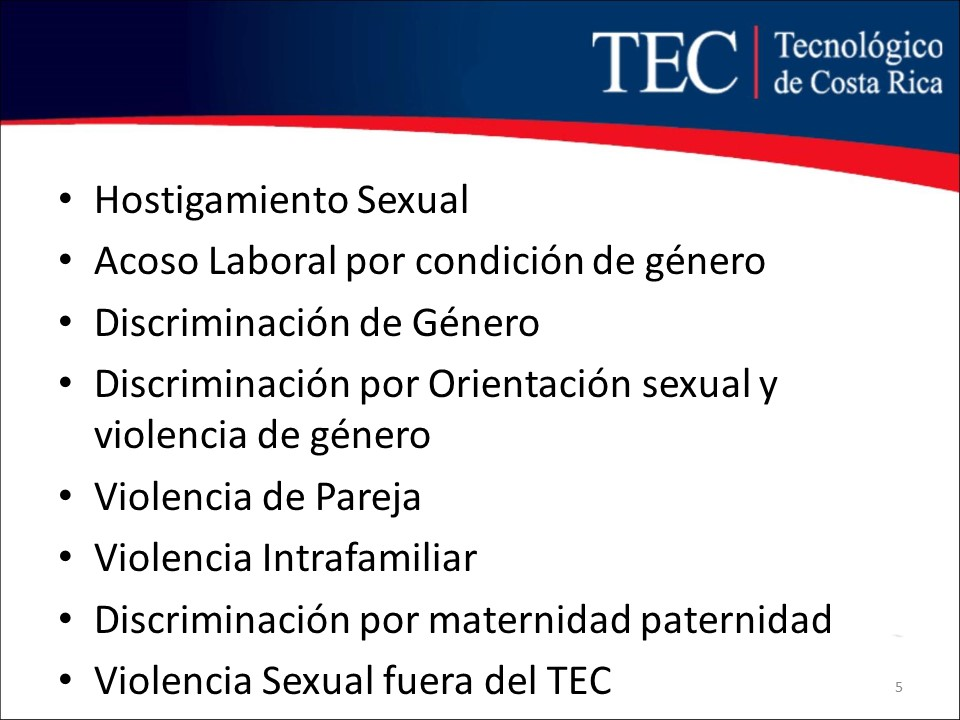 TEC | Tecnológico
de Costa Rica
• Hostigamiento Sexual
• Acoso Laboral por condición de género
• Discriminación de Género
• Discriminación por Orientación sexual y
violencia de género
• Violencia de Pareja
• Violencia Intrafamiliar
• Discriminación por maternidad paternidad
• Violencia Sexual fuera del TEC
5